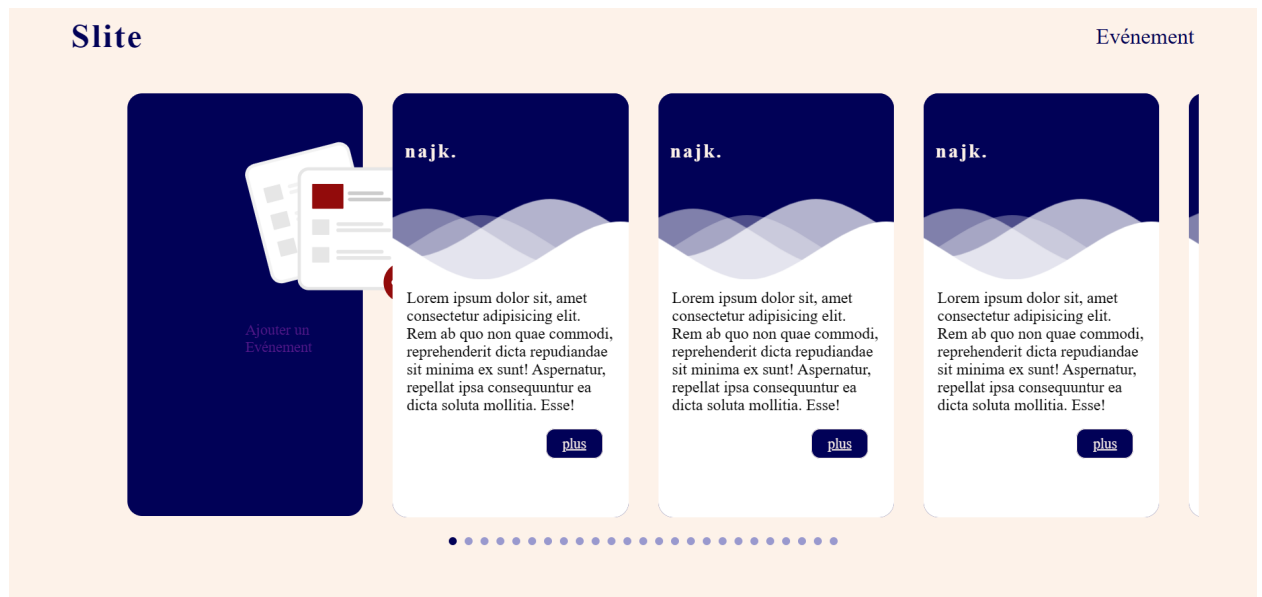 Slite
Evénement
Ajouter un
Evènement
najk.
Lorem ipsum dolor sit, amet
consectetur adipisicing elit.
Rem ab quo non quae commodi,
reprehenderit dicta repudiandae
sit minima ex sunt! Aspernatur,
repellat ipsa consequuntur ea
dicta soluta mollitia. Esse!
plus
najk.
Lorem ipsum dolor sit, amet
consectetur adipisicing elit.
Rem ab quo non quae commodi,
reprehenderit dicta repudiandae
sit minima ex sunt! Aspernatur,
repellat ipsa consequuntur ea
dicta soluta mollitia. Esse!
plus
najk.
Lorem ipsum dolor sit, amet
consectetur adipisicing elit.
Rem ab quo non quae commodi,
reprehenderit dicta repudiandae
sit minima ex sunt! Aspernatur,
repellat ipsa consequuntur ea
dicta soluta mollitia. Esse!
plus